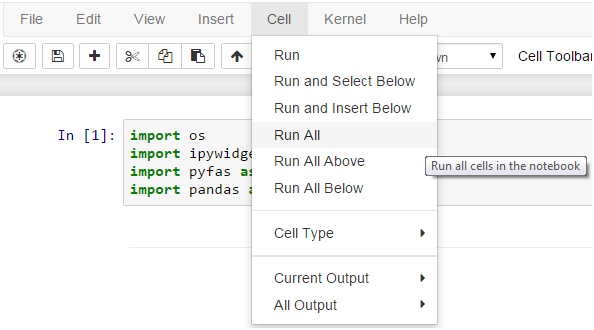 File Edit View Insert Cell Kernel Help
Cell Toolba
Run
Run and Select Below
Run and Insert Below
Run All
Run All Above
Run All Below
Cell Type
Current Output
All Output
Run all cells in the notebook
In [1]:
import os
import ipywidge
import pyfas as
import pandas